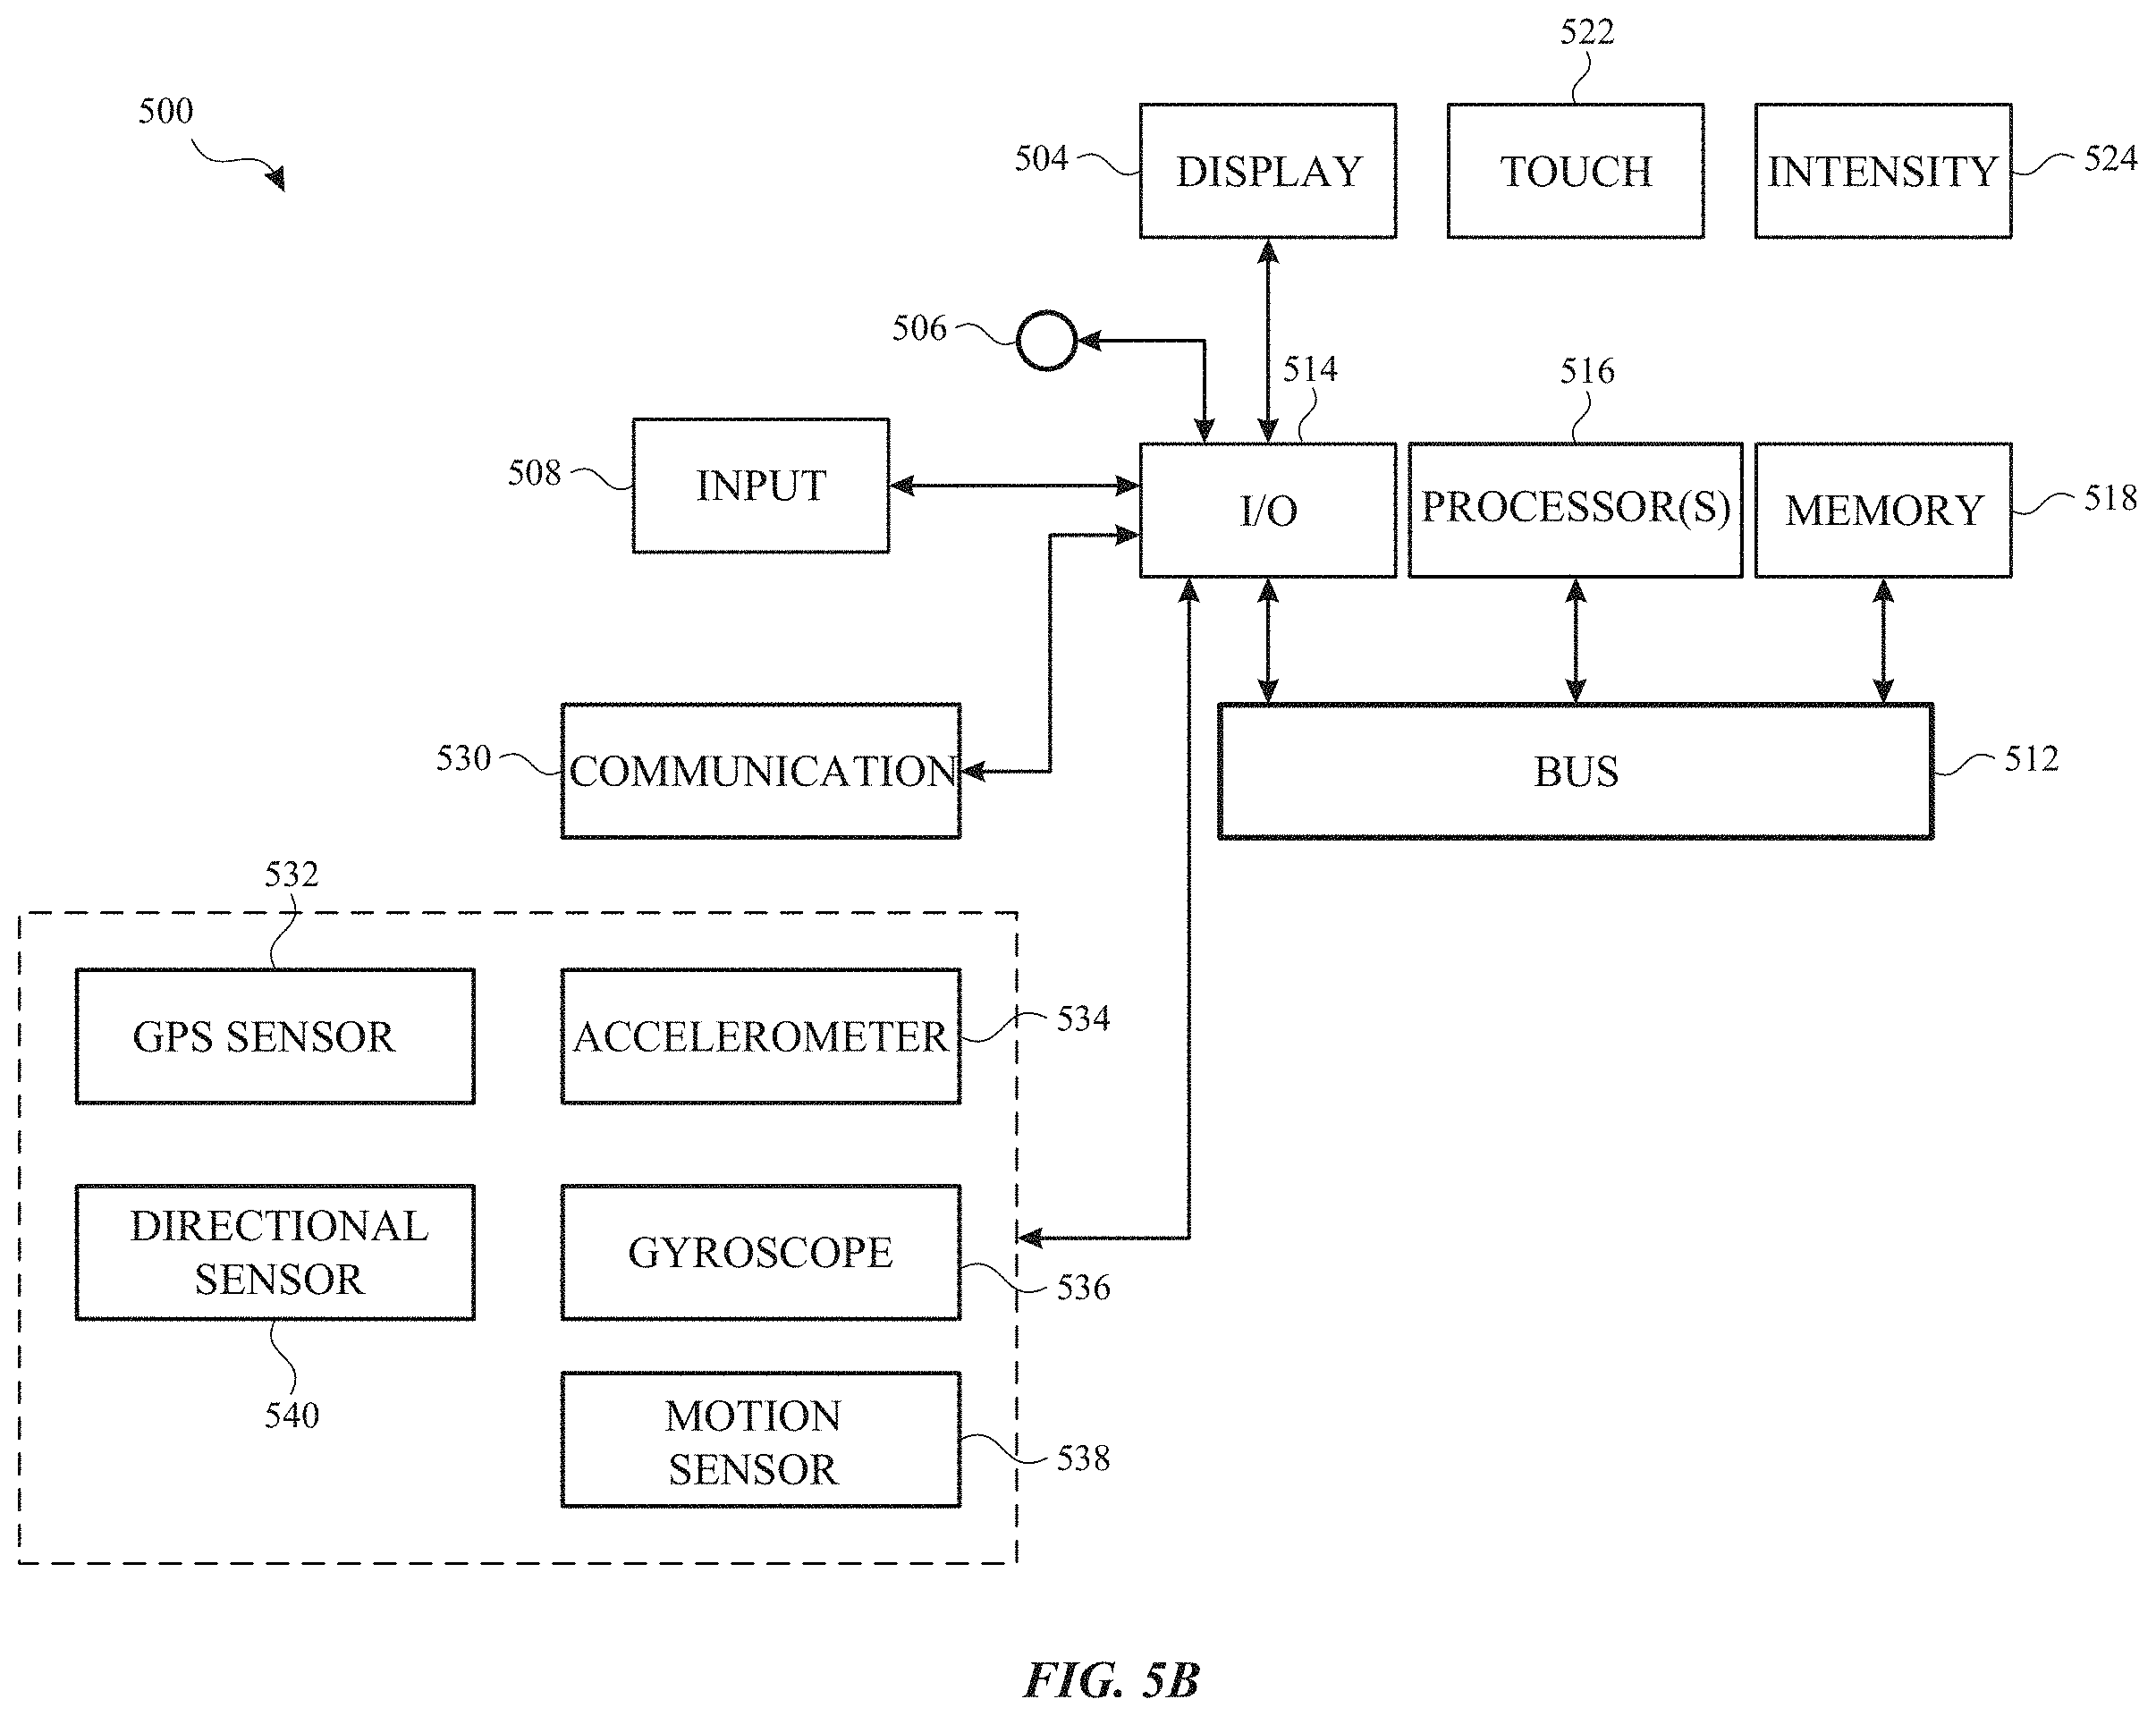 522
500
504
DISPLAY
TOUCH
INTENSITY
524
506
514
516
508
INPUT
I/O
PROCESSOR(S)
MEMORY
518
530
COMMUNICATION
BUS
512
532
GPS SENSOR
ACCELEROMETER
534
DIRECTIONAL
SENSOR
GYROSCOPE
536
540
MOTION
SENSOR
538
FIG. 5B